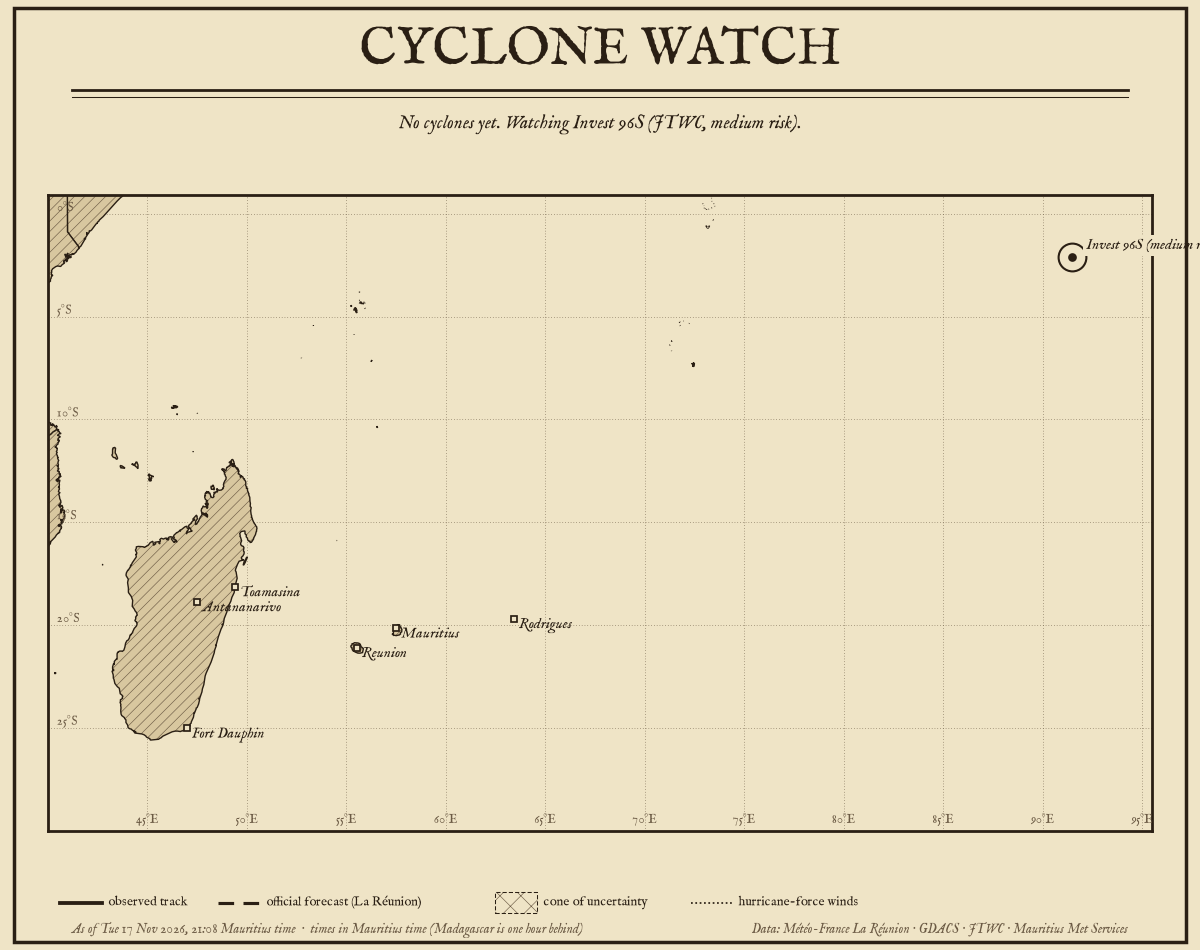 CYCLONE WATCH
No cyclones yet. Watching Invest 96S (JTWC, medium risk).
0°S
Invest 96S (medium r
5°S
10°S
°S
Toamasina
Antananarivo
20°S
Rodrigues
Mauritius
Reunion
25°S
Fort Dauphin
45°E 50°E 55°E 60°E 65°E 70°E 75°E 80°E 85°E 90°E 95°E
observed track official forecast (La Réunion) cone of uncertainty hurricane-force winds
As of Tue 17 Nov 2026, 21:08 Mauritius time · times in Mauritius time (Madagascar is one hour behind) Data: Météo-France La Réunion · GDACS · JTWC · Mauritius Met Services